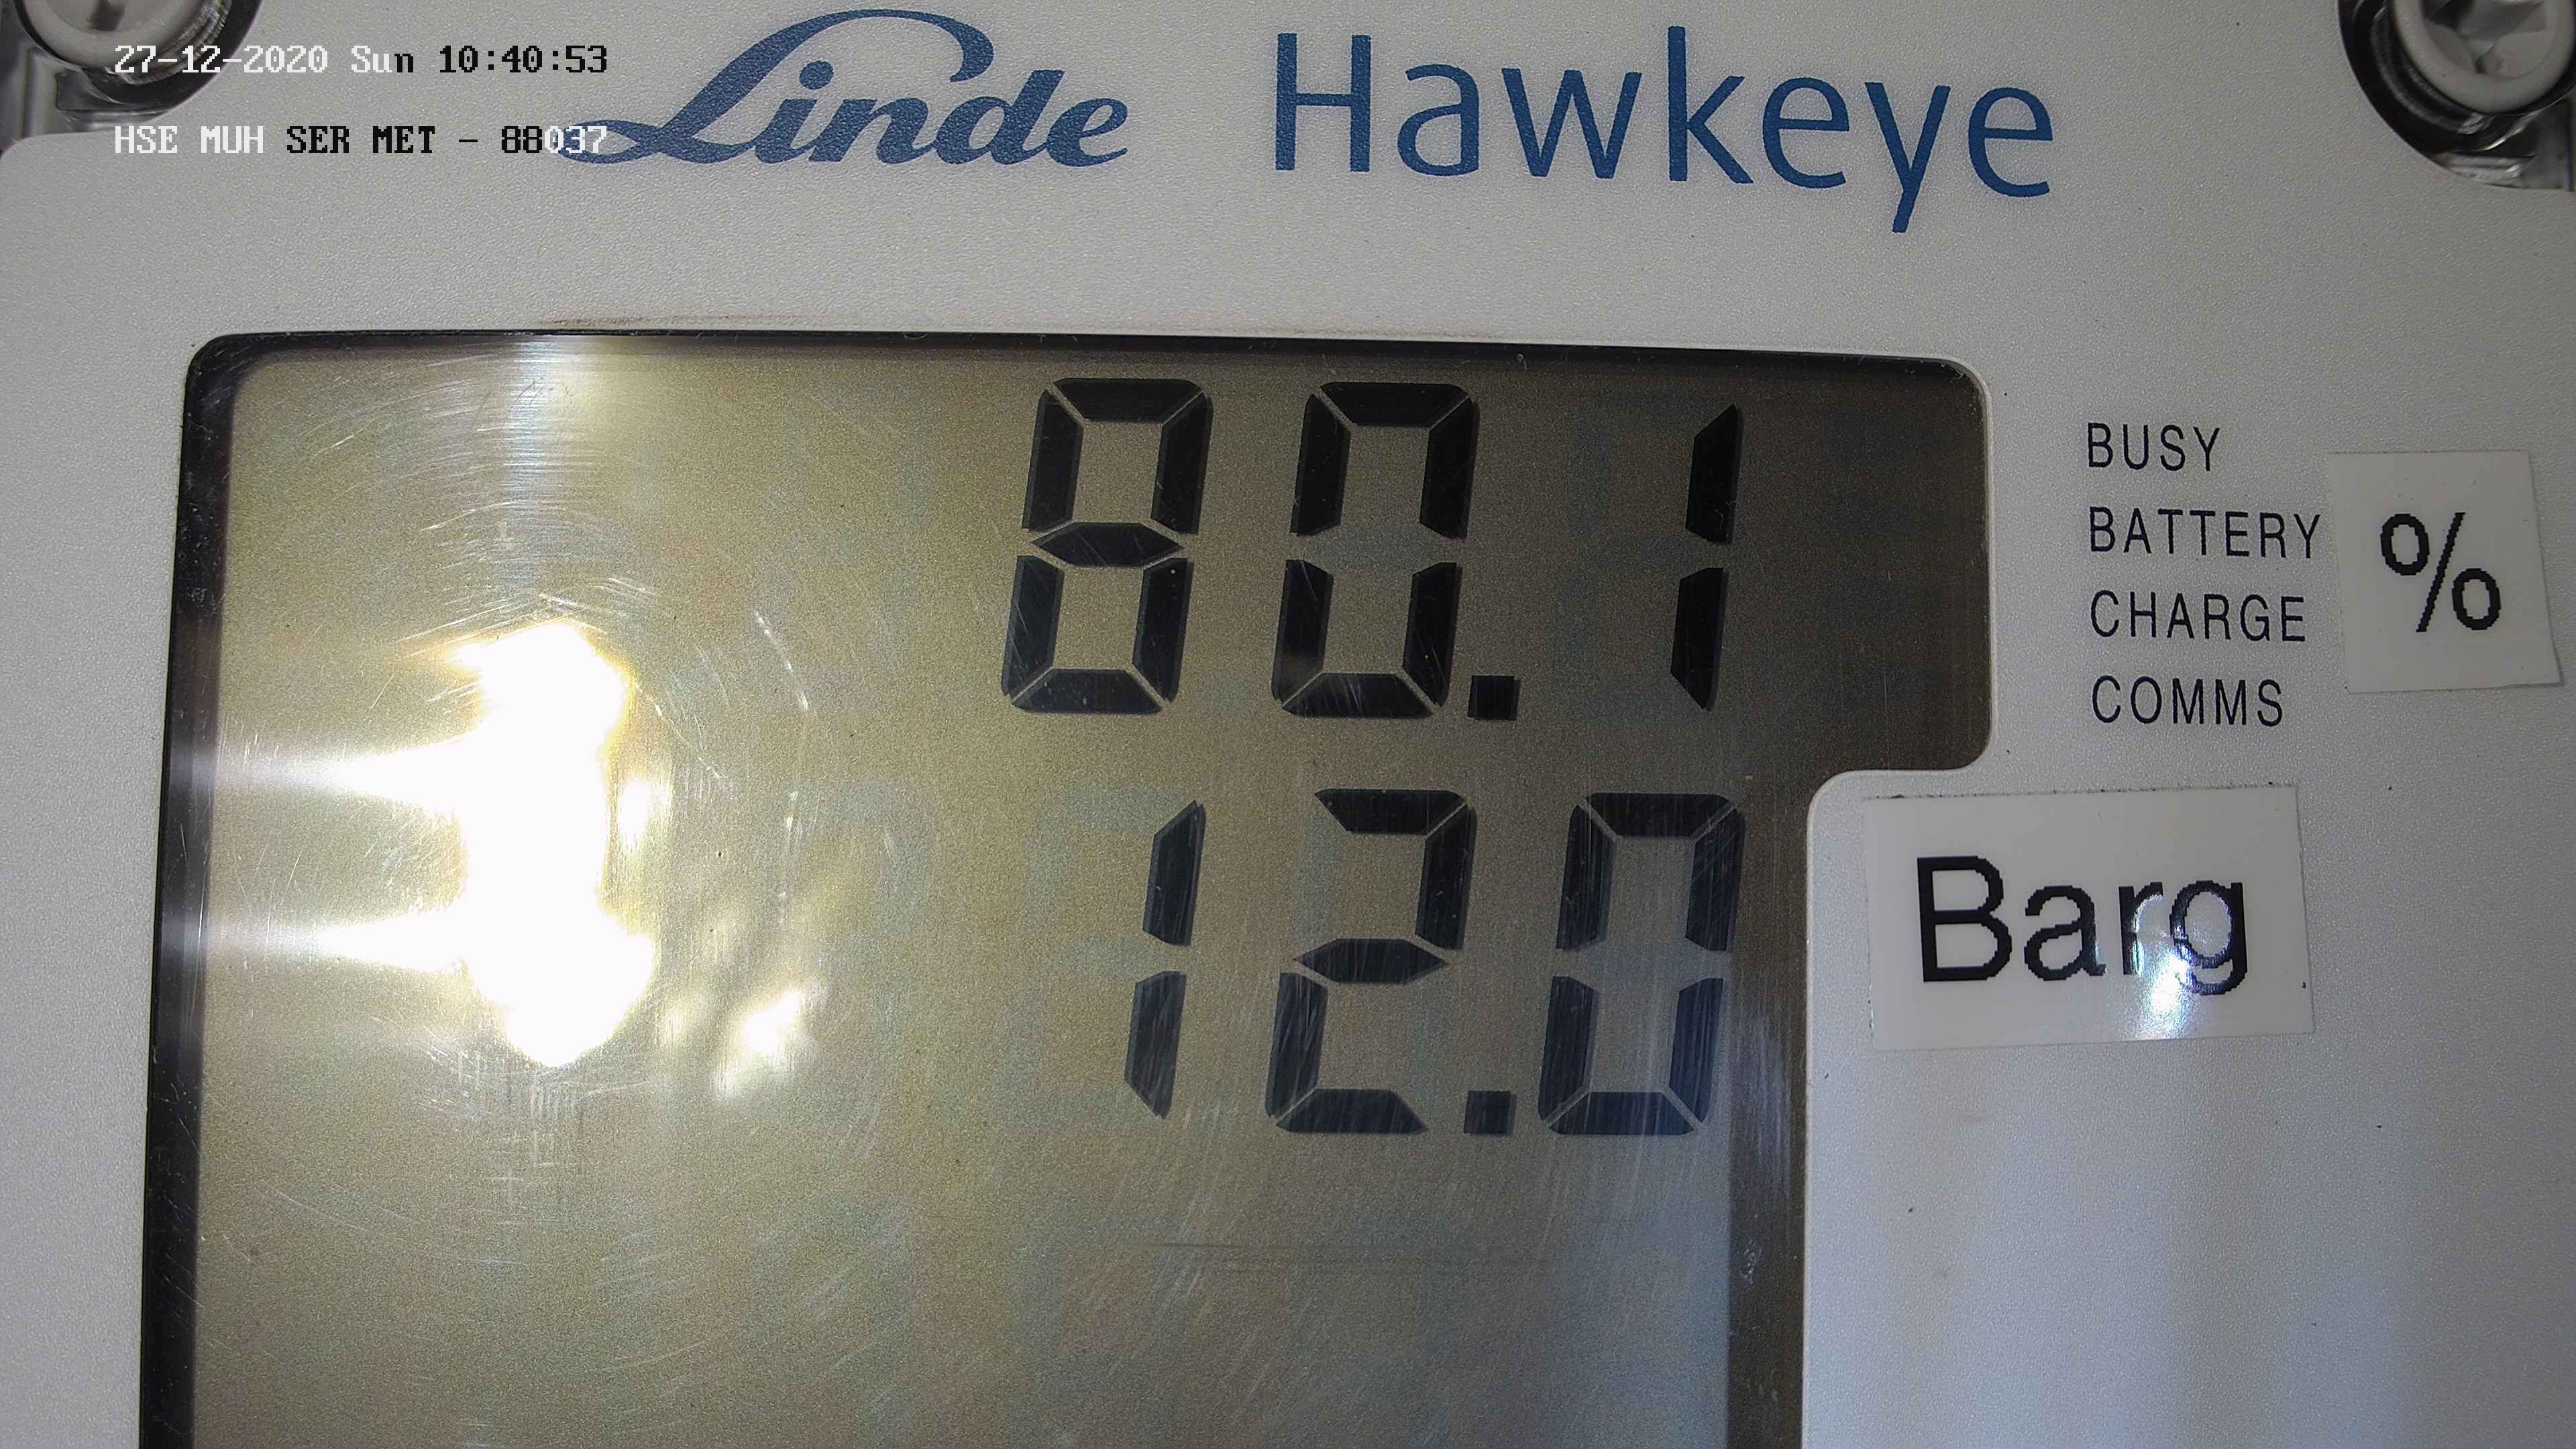 27-12-2020 Sun 10:40:53
HSE MUH SER MET - 88037
Linde Hawkeye
80.1
BUSY
BATTERY
CHARGE
COMMS
%
12.0
Barg